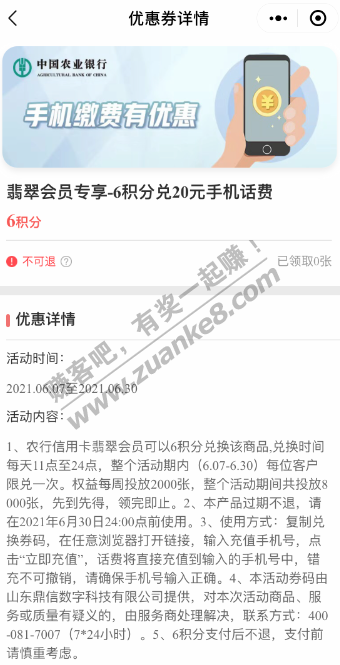 优惠券详情
中国农业银行
AGRICULTURAL BANK OF CHINA
手机缴费有优惠
翡翠会员专享-6积分兑20元手机话费
6积分
不可退
已领取0张
优惠详情
活动时间：
2021.06.07至2021.06.30
活动内容：
1、农行信用卡翡翠会员可以6积分兑换该商品,兑换时间
每天11点至24点，整个活动期内（6.07-6.30）每位客户
限兑一次。权益每周投放2000张，整个活动期间共投放8
000张，先到先得，领完即止。2、本产品过期不退，请
在2021年6月30日24:00点前使用。3、使用方式：复制兑
换券码，在任意浏览器打开链接，输入充值手机号，点
击“立即充值”，话费将直接充值到输入的手机号中，错
充不可撤销，请确保手机号输入正确。4、本活动券码由
山东鼎信数字科技有限公司提供，对本次活动商品、服
务或质量有疑义的，由服务商处理解决，联系方式：400
-081-7007（7*24小时）。5、6积分支付后不退，支付前
请慎重考虑。
赚客吧，有奖一起赚！
www.zuanke8.com